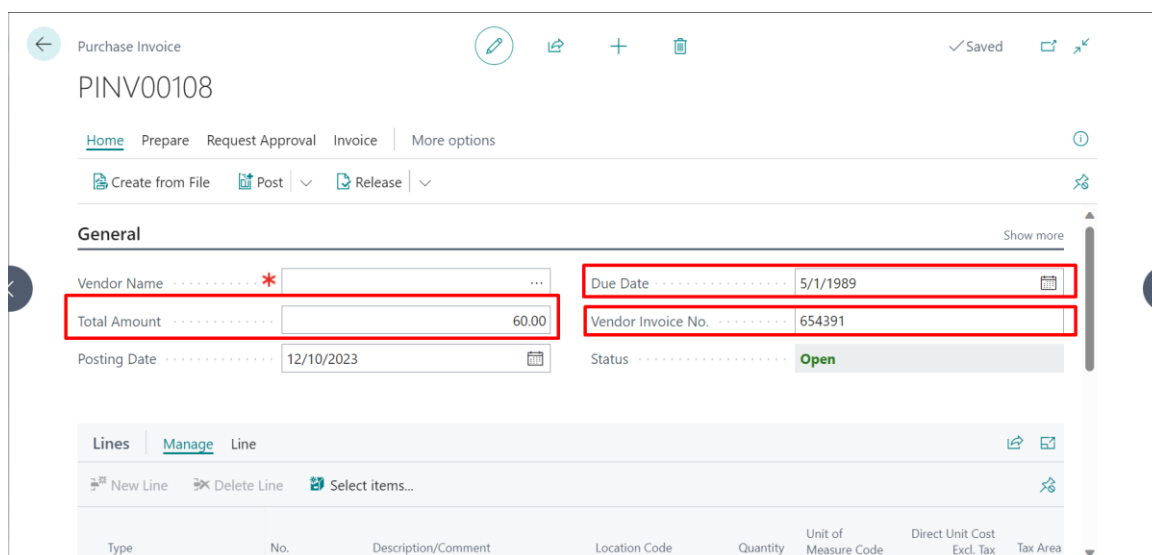 Purchase Invoice
Saved
PINV00108
Home Prepare Request Approval Invoice More options
Create from File Post Release
General Show more
Vendor Name * ... Due Date 5/1/1989
Total Amount 60.00 Vendor Invoice No. 654391
Posting Date 12/10/2023 Status Open
Lines Manage Line
New Line Delete Line Select items...
Unit of Direct Unit Cost
Type No. Description/Comment Location Code Quantity Measure Code Excl. Tax Tax Area